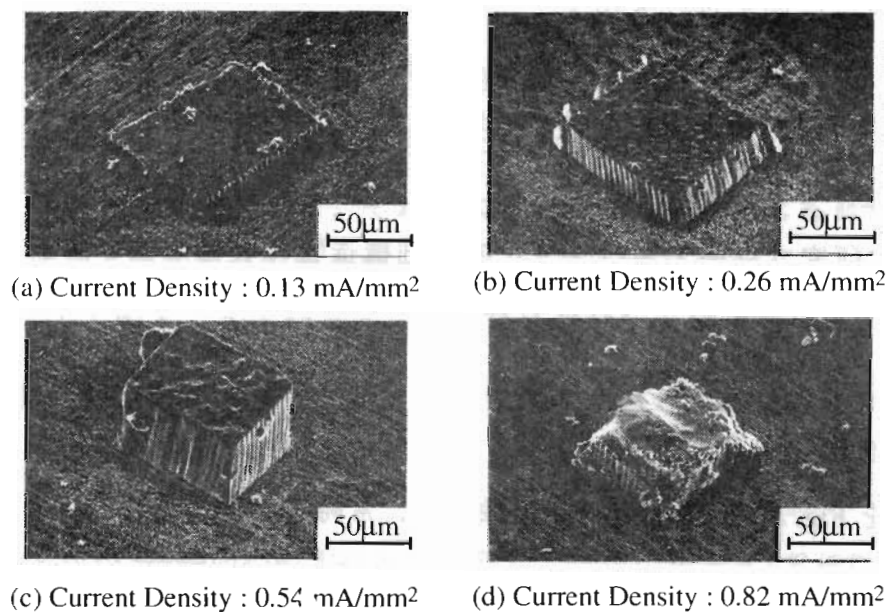 50μm
50μm
(a) Current Density : 0.13 mA/mm²
(b) Current Density : 0.26 mA/mm²
50μm
50μm
(c) Current Density : 0.54 mA/mm²
(d) Current Density : 0.82 mA/mm²